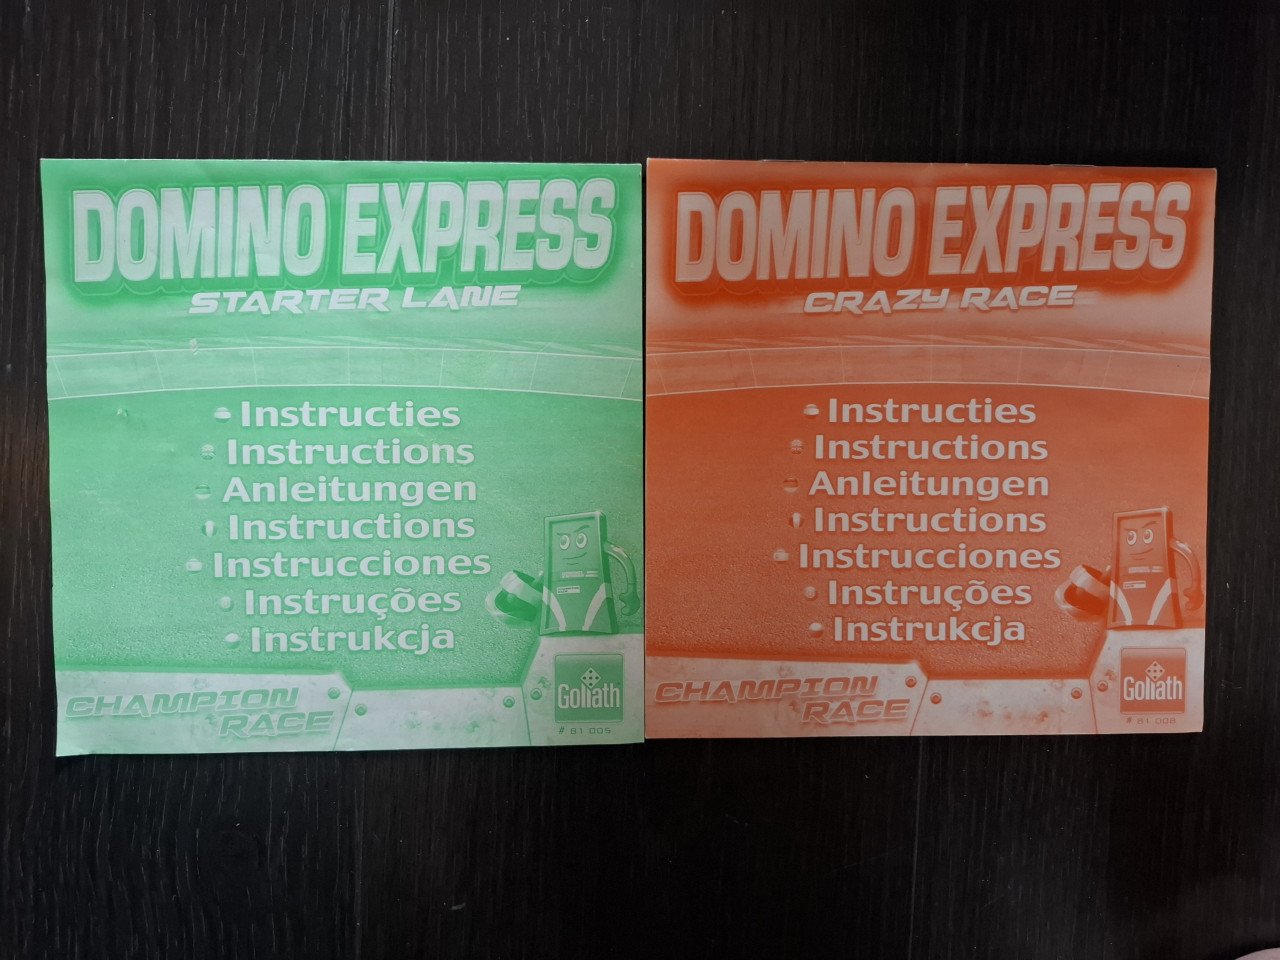 DOMINO EXPRESS
STARTER LANE
Instructies
Instructions
Anleitungen
Instructions
Instrucciones
Instruções
Instrukcja
CHAMPION
RACE
Goliath
# 81 005
DOMINO EXPRESS
CRAZY RACE
Instructies
Instructions
Anleitungen
Instructions
Instrucciones
Instruções
Instrukcja
CHAMPION
RACE
Goliath
# 81 008